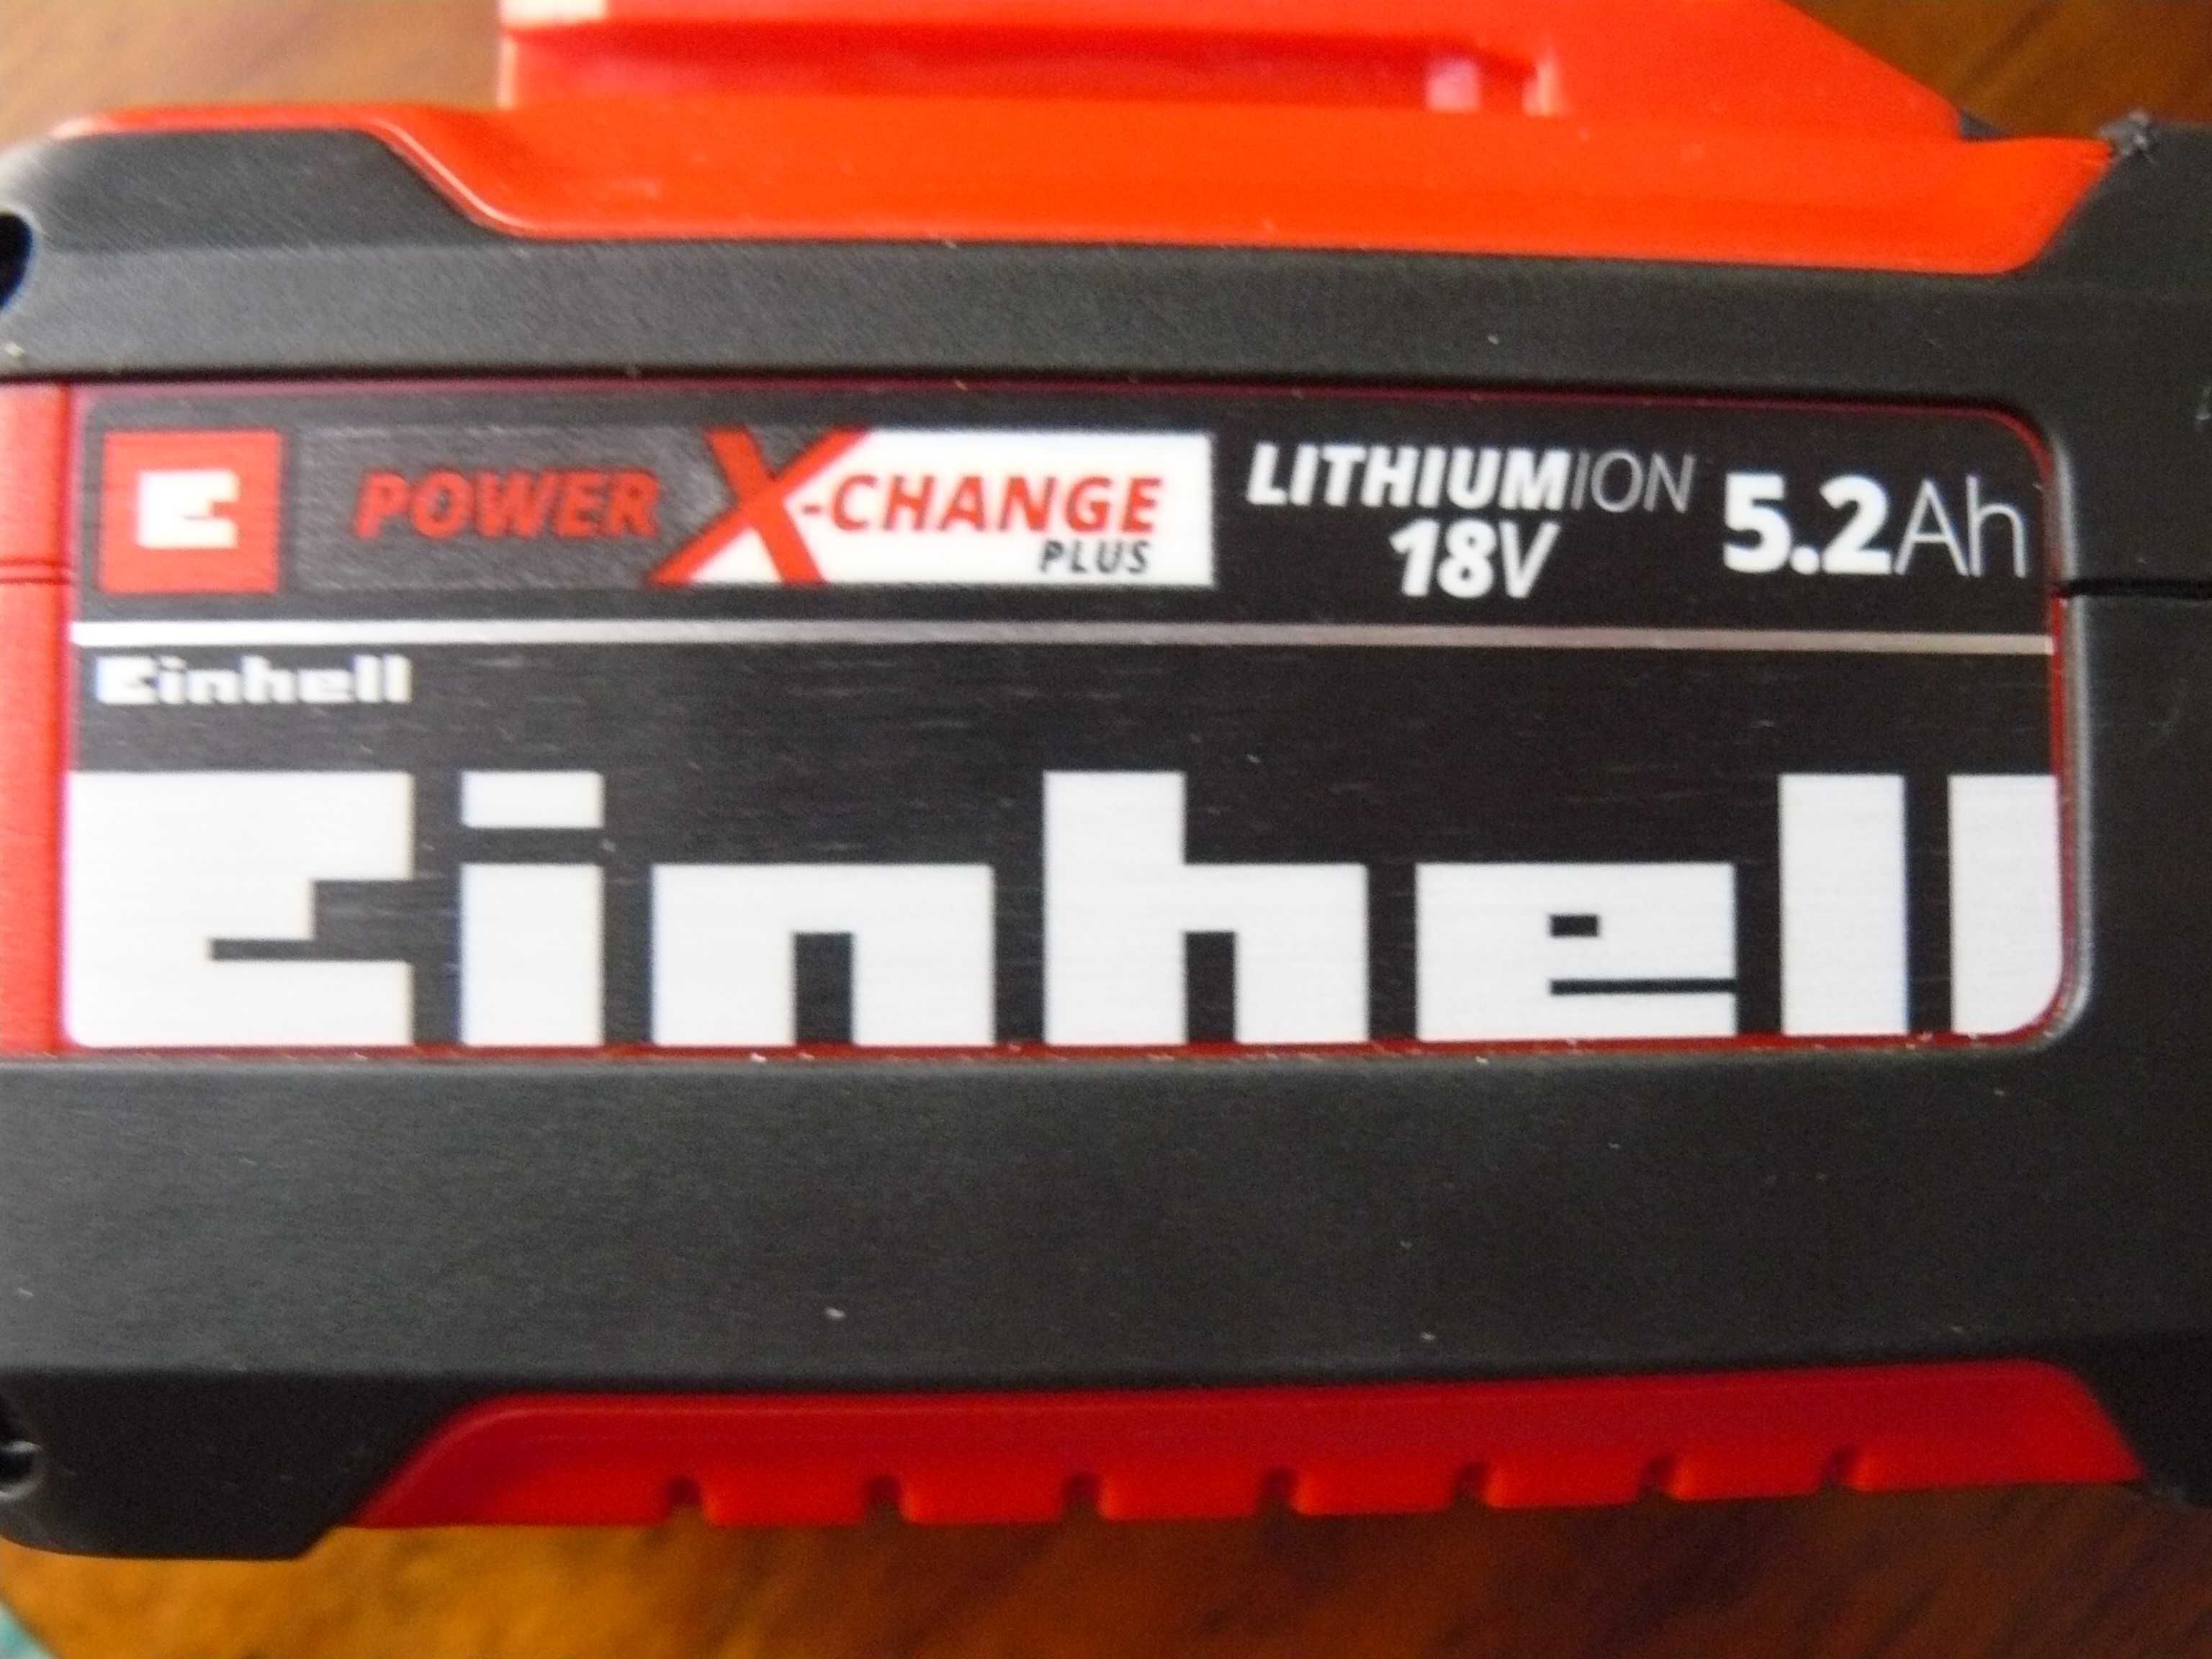 E POWER X-CHANGE LITHIUMION 5.2Ah
PLUS 18V
Einhell
Einhell